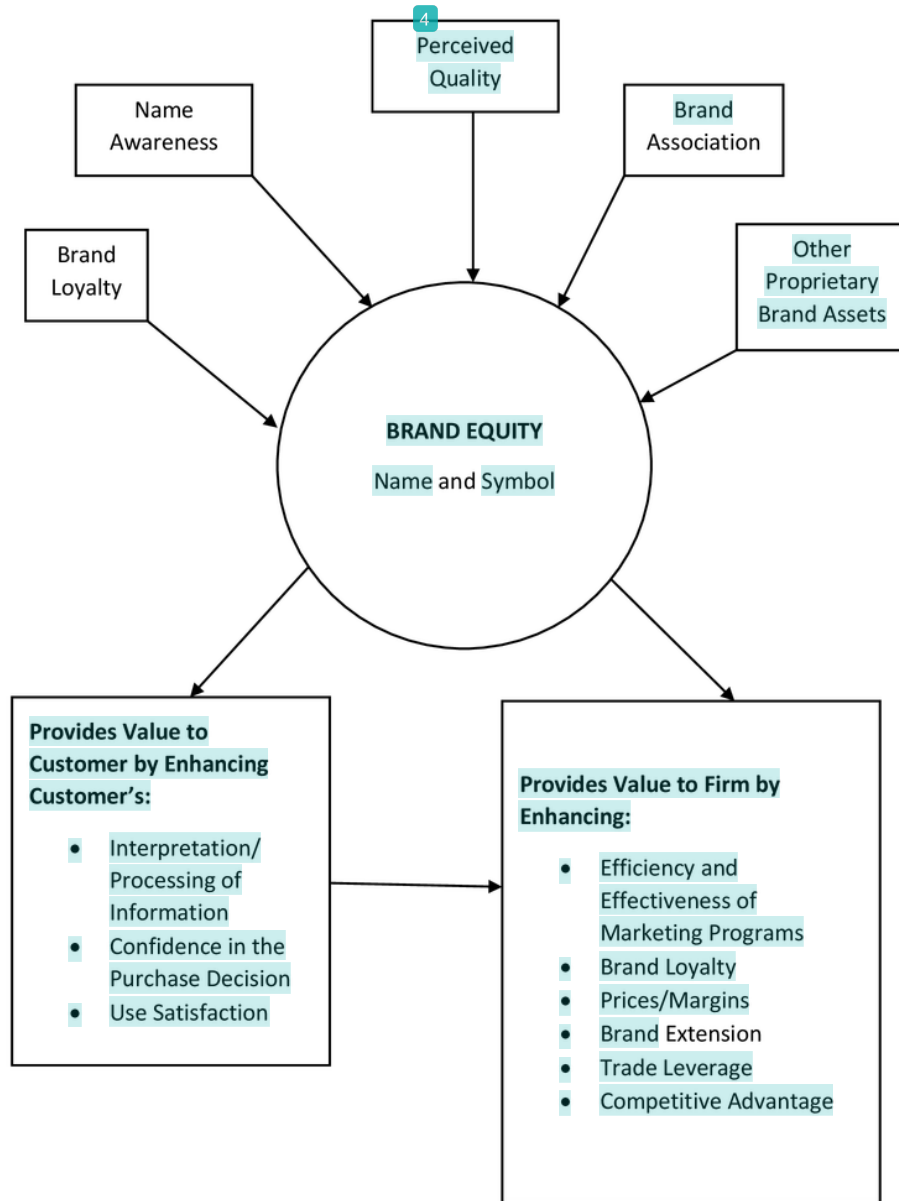 4
Perceived
Quality
Name
Awareness
Brand
Association
Brand
Loyalty
Other
Proprietary
Brand Assets
BRAND EQUITY
Name and Symbol
Provides Value to
Customer by Enhancing
Customer’s:
• Interpretation/
Processing of
Information
• Confidence in the
Purchase Decision
• Use Satisfaction
Provides Value to Firm by
Enhancing:
• Efficiency and
Effectiveness of
Marketing Programs
• Brand Loyalty
• Prices/Margins
• Brand Extension
• Trade Leverage
• Competitive Advantage